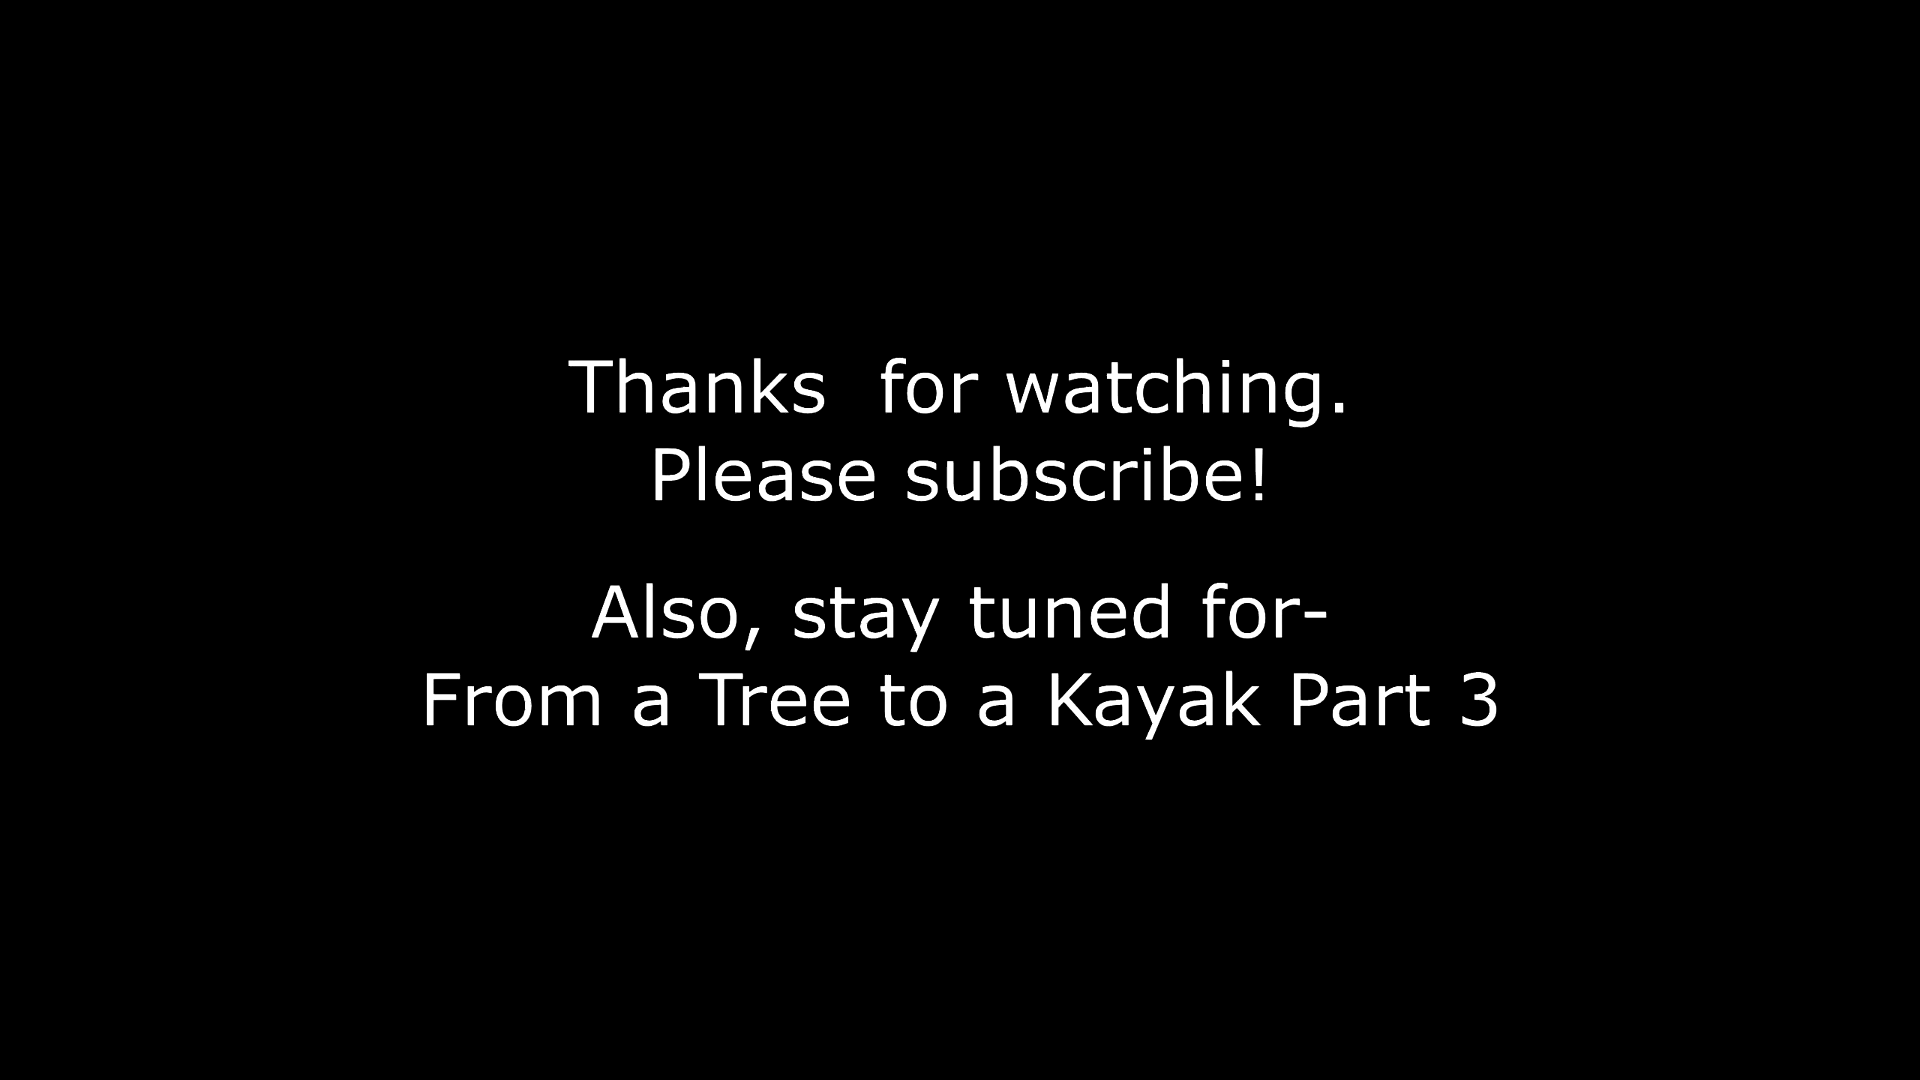 Thanks  for watching.
Please subscribe!
Also, stay tuned for-
From a Tree to a Kayak Part 3